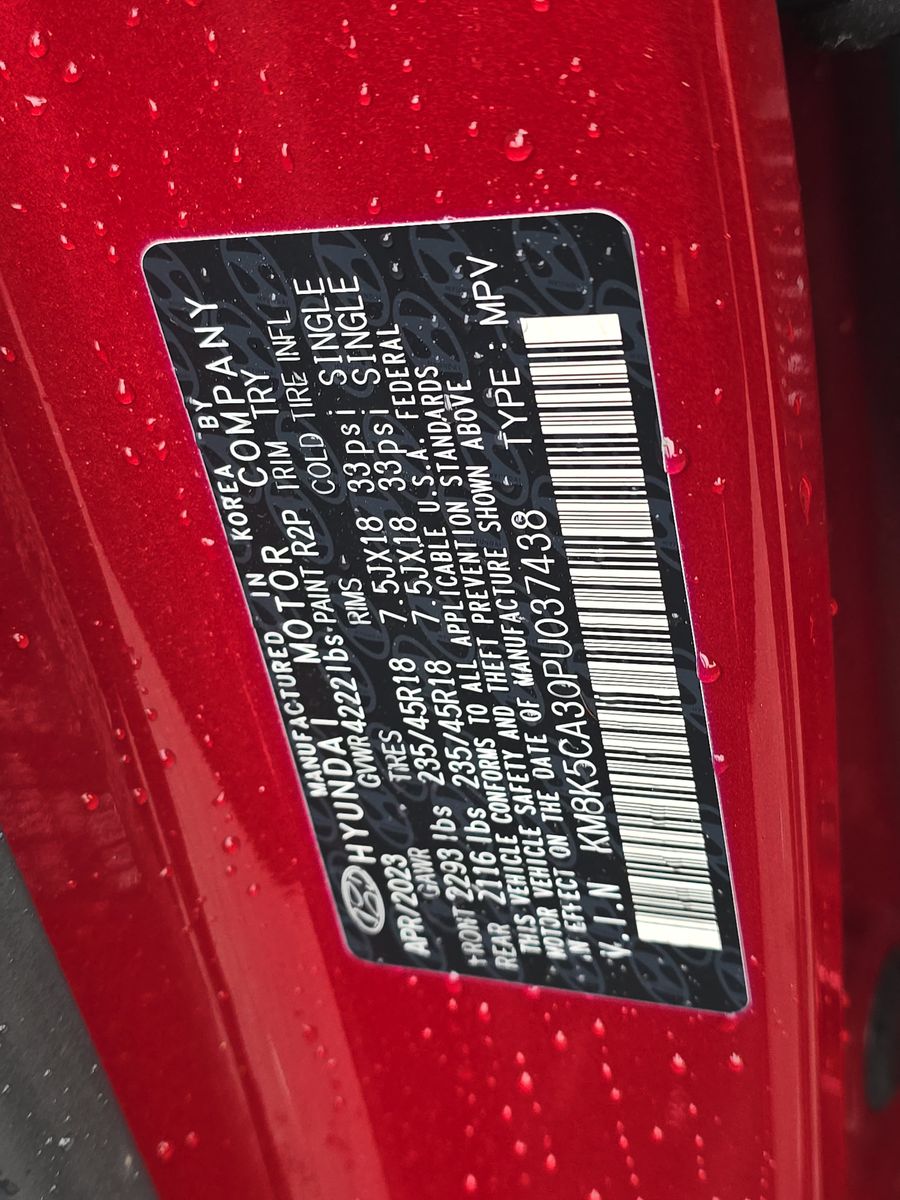 MANUFACTURED IN KOREA BY
HYUNDAI MOTOR COMPANY
APR/2023 GVWR 4222 lbs PAINT R2P TRIM TRY
GAWR TRES RIMS - COLD TIRE INFL
FRONT 2293 lbs 235/45R18 7.5JX18 33psi SINGLE
REAR 2116 lbs 235/45R18 7.5JX18 33psi SINGLE
THIS VEHICLE CONFORMS TO ALL APPLICABLE U.S.A. FEDERAL
MOTOR VEHICLE SAFETY AND THEFT PREVENTION STANDARDS
IN EFFECT ON THE DATE OF MANUFACTURE SHOWN ABOVE
V.I.N KM8K5CA30PU037438 TYPE : MPV